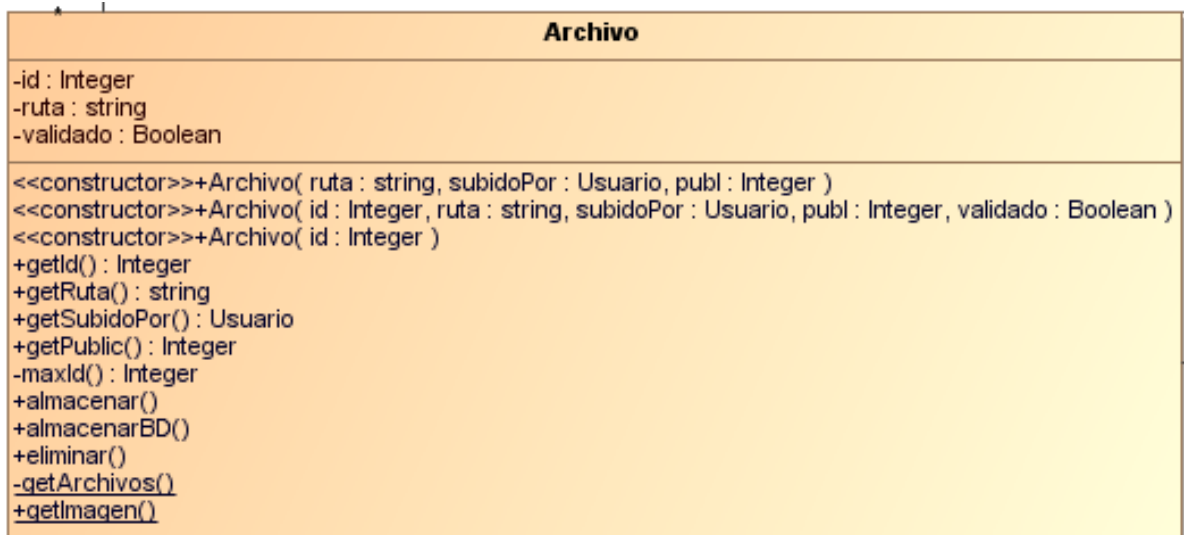 *
Archivo
-id : Integer
-ruta : string
-validado : Boolean
<<constructor>>+Archivo( ruta : string, subidoPor : Usuario, publ : Integer )
<<constructor>>+Archivo( id : Integer, ruta : string, subidoPor : Usuario, publ : Integer, validado : Boolean )
<<constructor>>+Archivo( id : Integer )
+getId() : Integer
+getRuta() : string
+getSubidoPor() : Usuario
+getPublic() : Integer
-maxId() : Integer
+almacenar()
+almacenarBD()
+eliminar()
-getArchivos()
+getImagen()